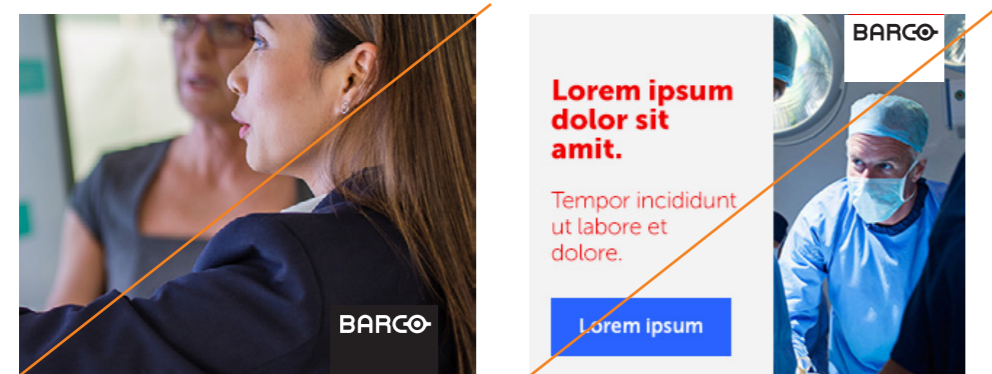 BARCO
BARCO
Lorem ipsum
dolor sit
amit.
Tempor incididunt
ut labore et
dolore.
Lorem ipsum